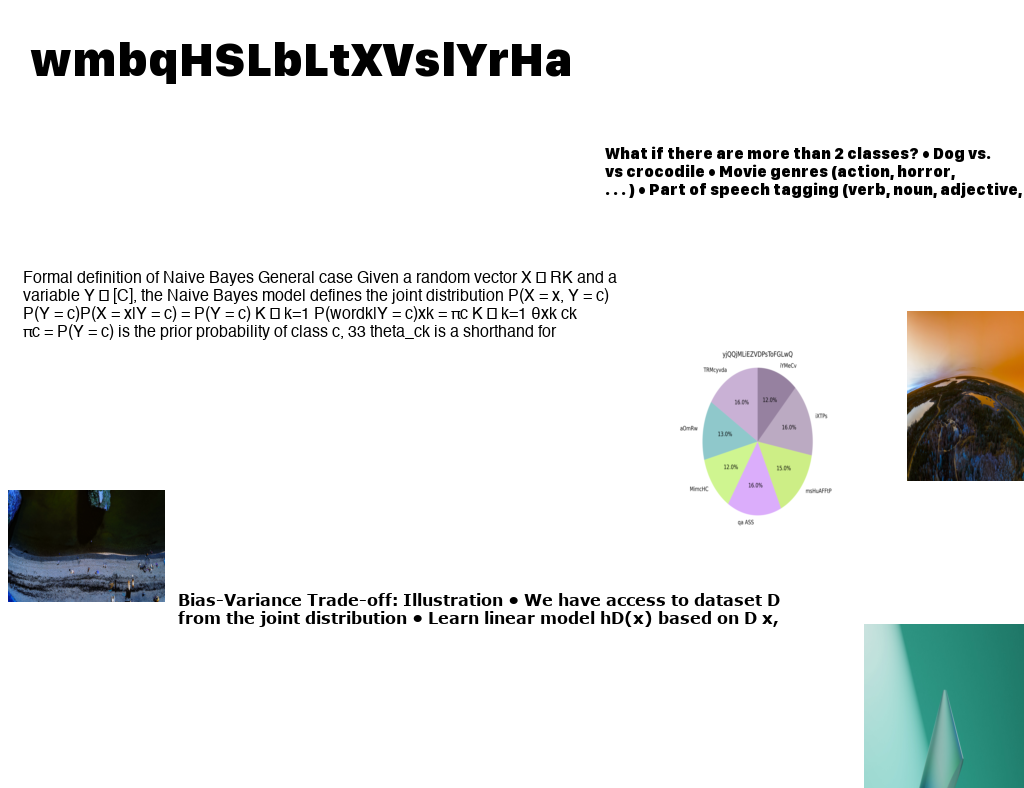 wmbqHSLbLtXVslYrHa
What if there are more than 2 classes? • Dog vs.
vs crocodile • Movie genres (action, horror,
. . . ) • Part of speech tagging (verb, noun, adjective,
Formal definition of Naive Bayes General case Given a random vector X □ RK and a
variable Y □ [C], the Naive Bayes model defines the joint distribution P(X = x, Y = c)
P(Y = c)P(X = x|Y = c) = P(Y = c) K □ k=1 P(wordk|Y = c)xk = πc K □ k=1 θxk ck
πc = P(Y = c) is the prior probability of class c, 33 theta_ck is a shorthand for
yjQQjMLiEZVDPsToFGLwQ
iYMeCv
TRMcyvda
12.0%
16.0%
iXTPs
16.0%
aDmRw
13.0%
12.0%
15.0%
MimcHC
16.0%
msHuAFFtP
qa ASS
Bias-Variance Trade-off: Illustration • We have access to dataset D
from the joint distribution • Learn linear model hD(x) based on D x,